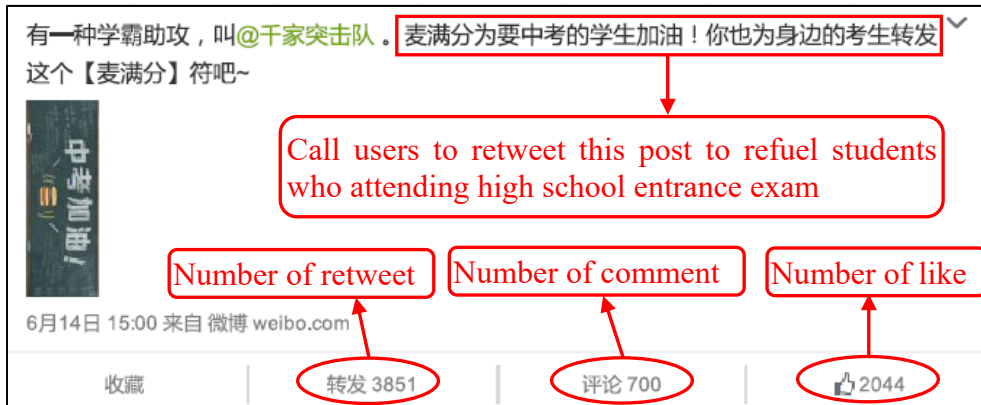 有一种学霸助攻，叫@千家突击队 。麦满分为要中考的学生加油！你也为身边的考生转发
这个【麦满分】符吧~
Call users to retweet this post to refuel students
who attending high school entrance exam
中考加油！
Number of retweet
Number of comment
Number of like
6月14日 15:00 来自 微博 weibo.com
收藏
转发 3851
评论 700
2044